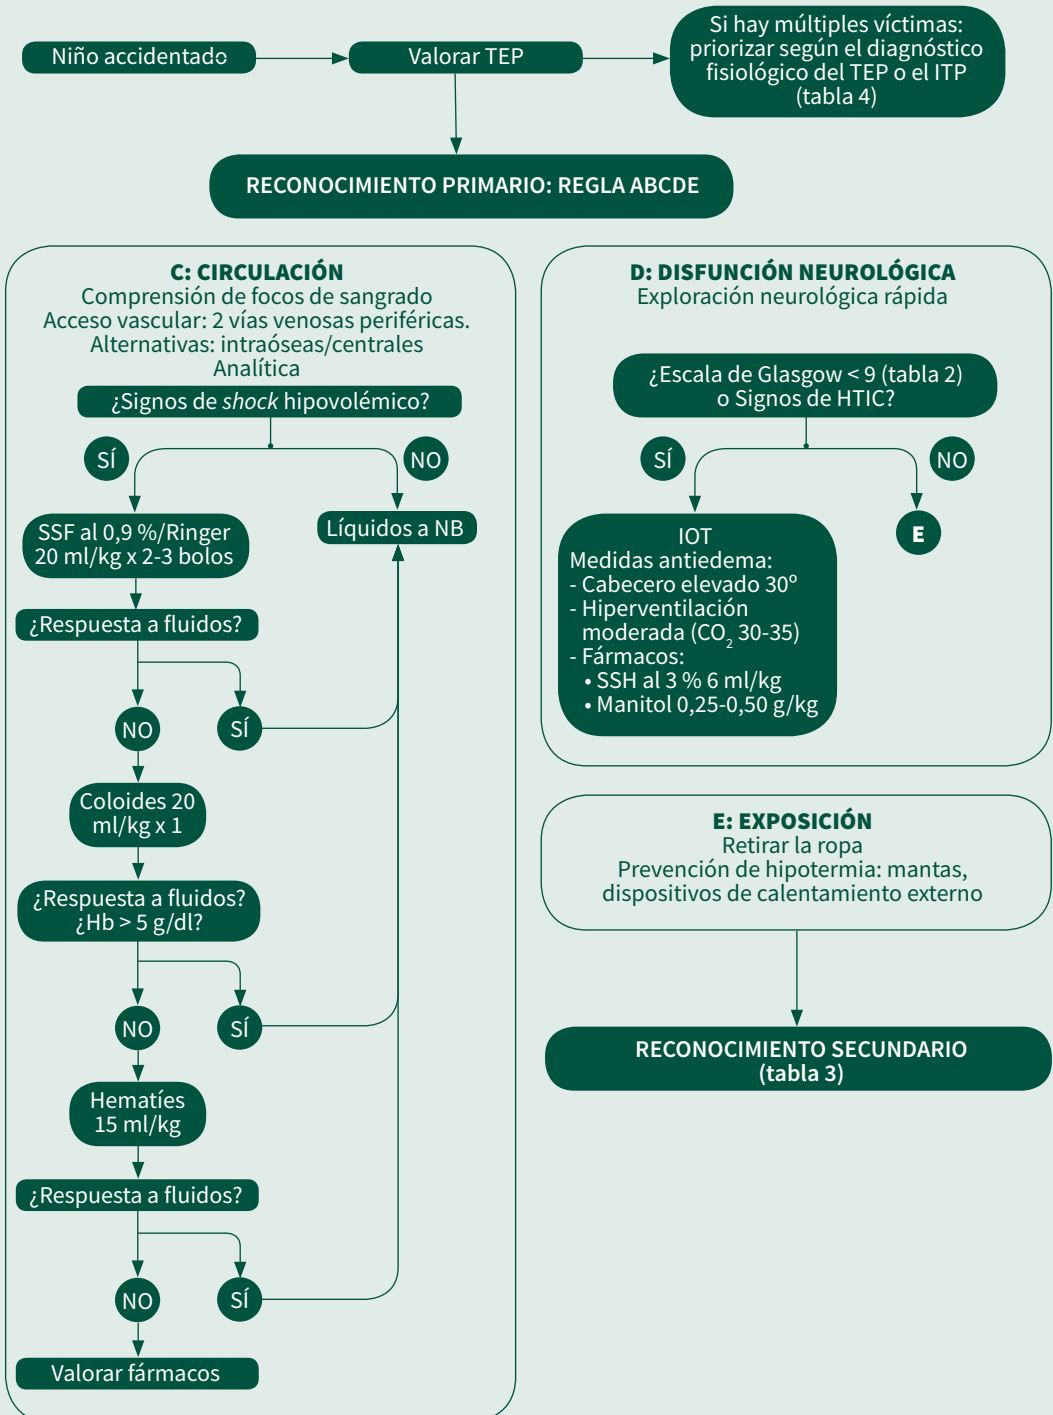 Niño accidentado
Valorar TEP
Si hay múltiples víctimas:
priorizar según el diagnóstico
fisiológico del TEP o el ITP
(tabla 4)
RECONOCIMIENTO PRIMARIO: REGLA ABCDE
C: CIRCULACIÓN
Comprensión de focos de sangrado
Acceso vascular: 2 vías venosas periféricas.
Alternativas: intraóseas/centrales
Analítica
¿Signos de shock hipovolémico?
SÍ
NO
SSF al 0,9 %/Ringer
20 ml/kg x 2-3 bolos
Líquidos a NB
¿Respuesta a fluidos?
NO
SÍ
Coloides 20
ml/kg x 1
¿Respuesta a fluidos?
¿Hb > 5 g/dl?
NO
SÍ
Hematíes
15 ml/kg
¿Respuesta a fluidos?
NO
SÍ
Valorar fármacos
D: DISFUNCIÓN NEUROLÓGICA
Exploración neurológica rápida
¿Escala de Glasgow < 9 (tabla 2)
o Signos de HTIC?
SÍ
NO
IOT
Medidas antiedema:
- Cabecero elevado 30º
- Hiperventilación
moderada (CO₂ 30-35)
- Fármacos:
• SSH al 3 % 6 ml/kg
• Manitol 0,25-0,50 g/kg
E
E: EXPOSICIÓN
Retirar la ropa
Prevención de hipotermia: mantas,
dispositivos de calentamiento externo
RECONOCIMIENTO SECUNDARIO
(tabla 3)